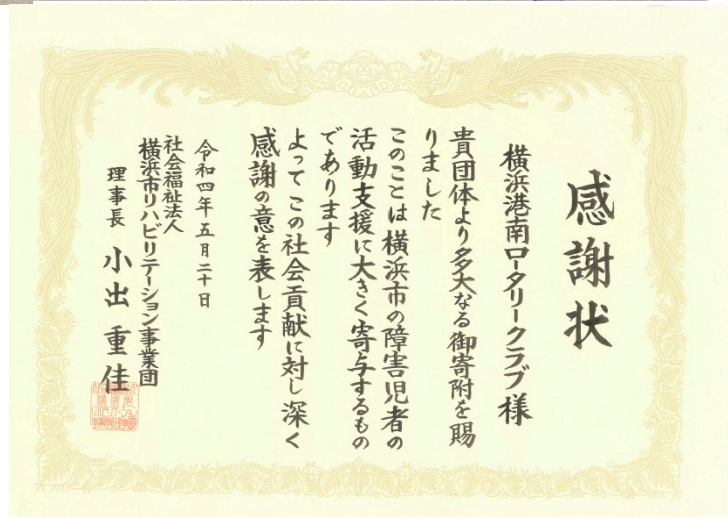 感謝状
横浜港南ロータリークラブ様
貴団体より多大なる御寄附を賜
りました
このことは横浜市の障害児者の
活動支援に大きく寄与するもの
であります
よってこの社会貢献に対し深く
感謝の意を表します
令和四年五月二十日
社会福祉法人
横浜市リハビリテーション事業団
理事長 小出重佳